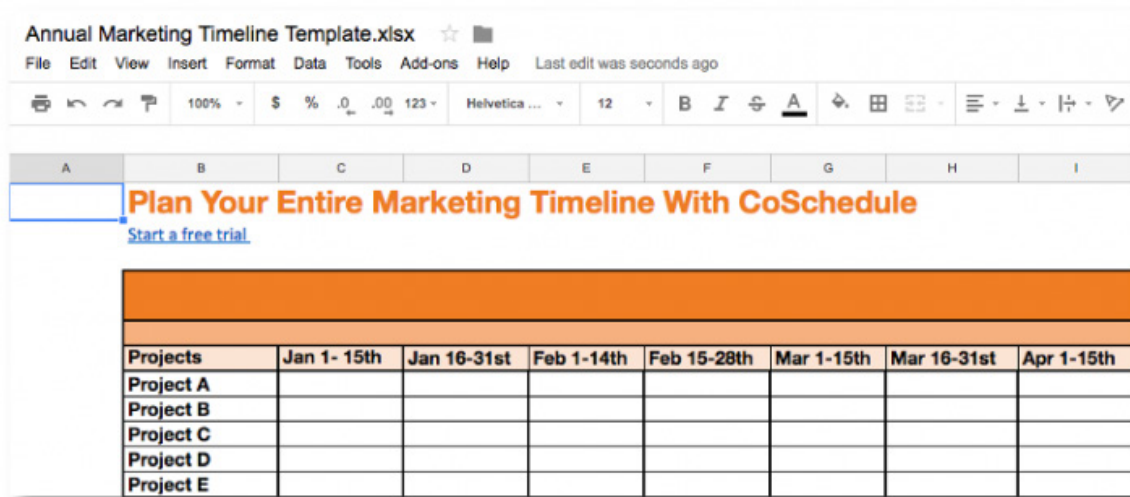 Annual Marketing Timeline Template.xlsx
File Edit View Insert Format Data Tools Add-ons Help Last edit was seconds ago
100% $ % .0 .00 123 Helvetica ... 12 B I S A
A B C D E F G H I
Plan Your Entire Marketing Timeline With CoSchedule
Start a free trial
Projects Jan 1- 15th Jan 16-31st Feb 1-14th Feb 15-28th Mar 1-15th Mar 16-31st Apr 1-15th
Project A
Project B
Project C
Project D
Project E